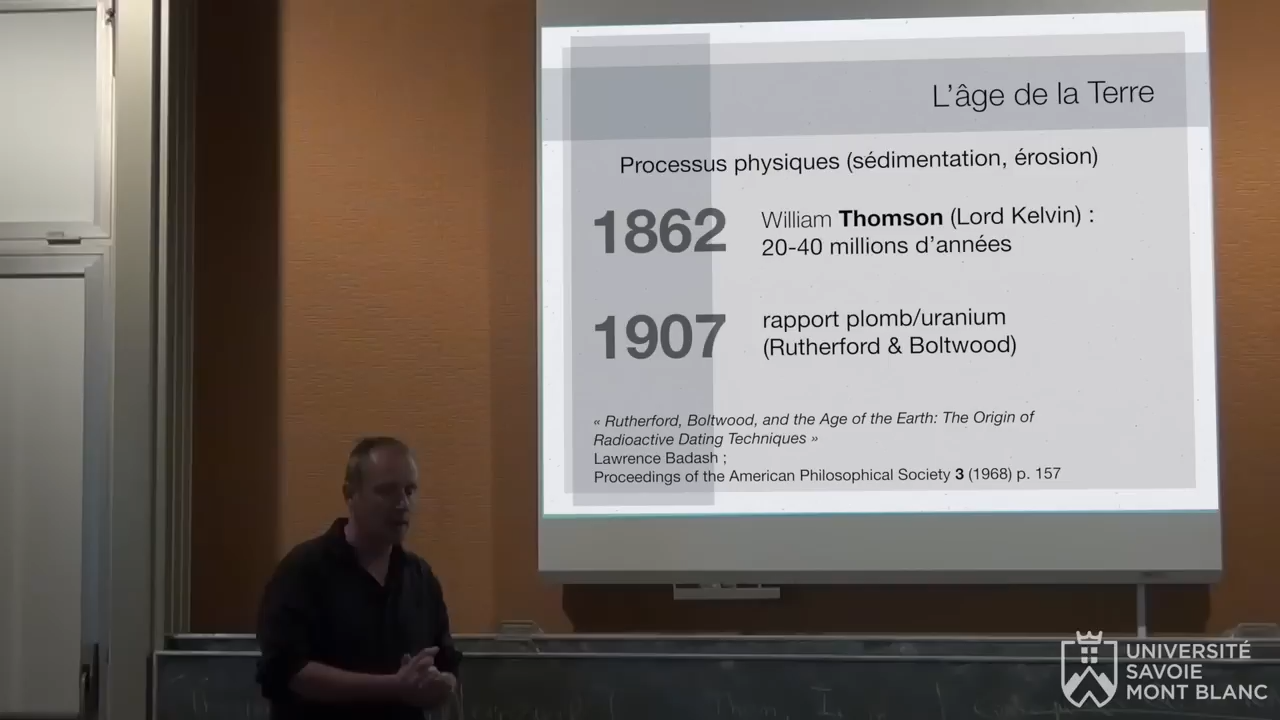 L'âge de la Terre
Processus physiques (sédimentation, érosion)
1862
William Thomson (Lord Kelvin) :
20-40 millions d'années
1907
rapport plomb/uranium
(Rutherford & Boltwood)
« Rutherford, Boltwood, and the Age of the Earth: The Origin of
Radioactive Dating Techniques »
Lawrence Badash ;
Proceedings of the American Philosophical Society 3 (1968) p. 157
UNIVERSITÉ
SAVOIE
MONT BLANC